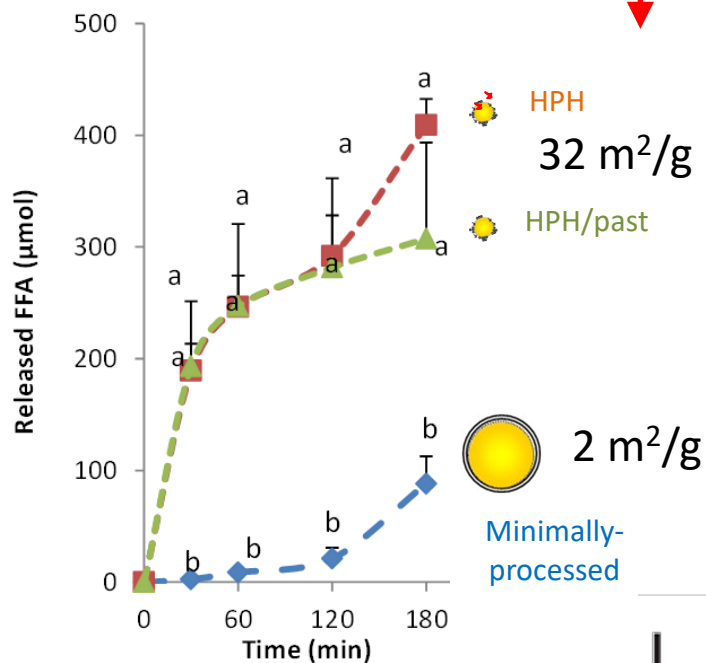 500
400
300
200
100
0
Released FFA (µmol)
0
60
120
180
Time (min)
a
a
a
a
a
a
a
a
b
b
b
b
HPH
32 m²/g
HPH/past
2 m²/g
Minimally-
processed